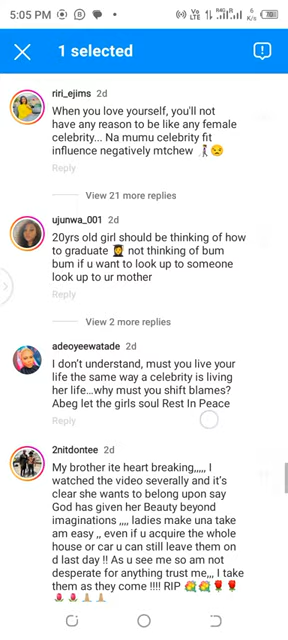 5:05 PM
1 selected
riri_ejims 2d
When you love yourself, you'll not
have any reason to be like any female
celebrity... Na mumu celebrity fit
influence negatively mtchew 🚶🏾‍♀️😒
Reply
View 21 more replies
ujunwa_001 2d
20yrs old girl should be thinking of how
to graduate 👩‍🎓 not thinking of bum
bum if u want to look up to someone
look up to ur mother
Reply
View 2 more replies
adeoyeewatade 2d
I don't understand, must you live your
life the same way a celebrity is living
her life...why must you shift blames?
Abeg let the girls soul Rest In Peace
Reply
2nitdontee 2d
My brother ite heart breaking,,,,, I
watched the video severally and it's
clear she wants to belong upon say
God has given her Beauty beyond
imaginations ,,,, ladies make una take
am easy ,, even if u acquire the whole
house or car u can still leave them on
d last day !! As u see me so am not
desperate for anything trust me,,, I take
them as they come !!!! RIP 💐💐🌹🌹